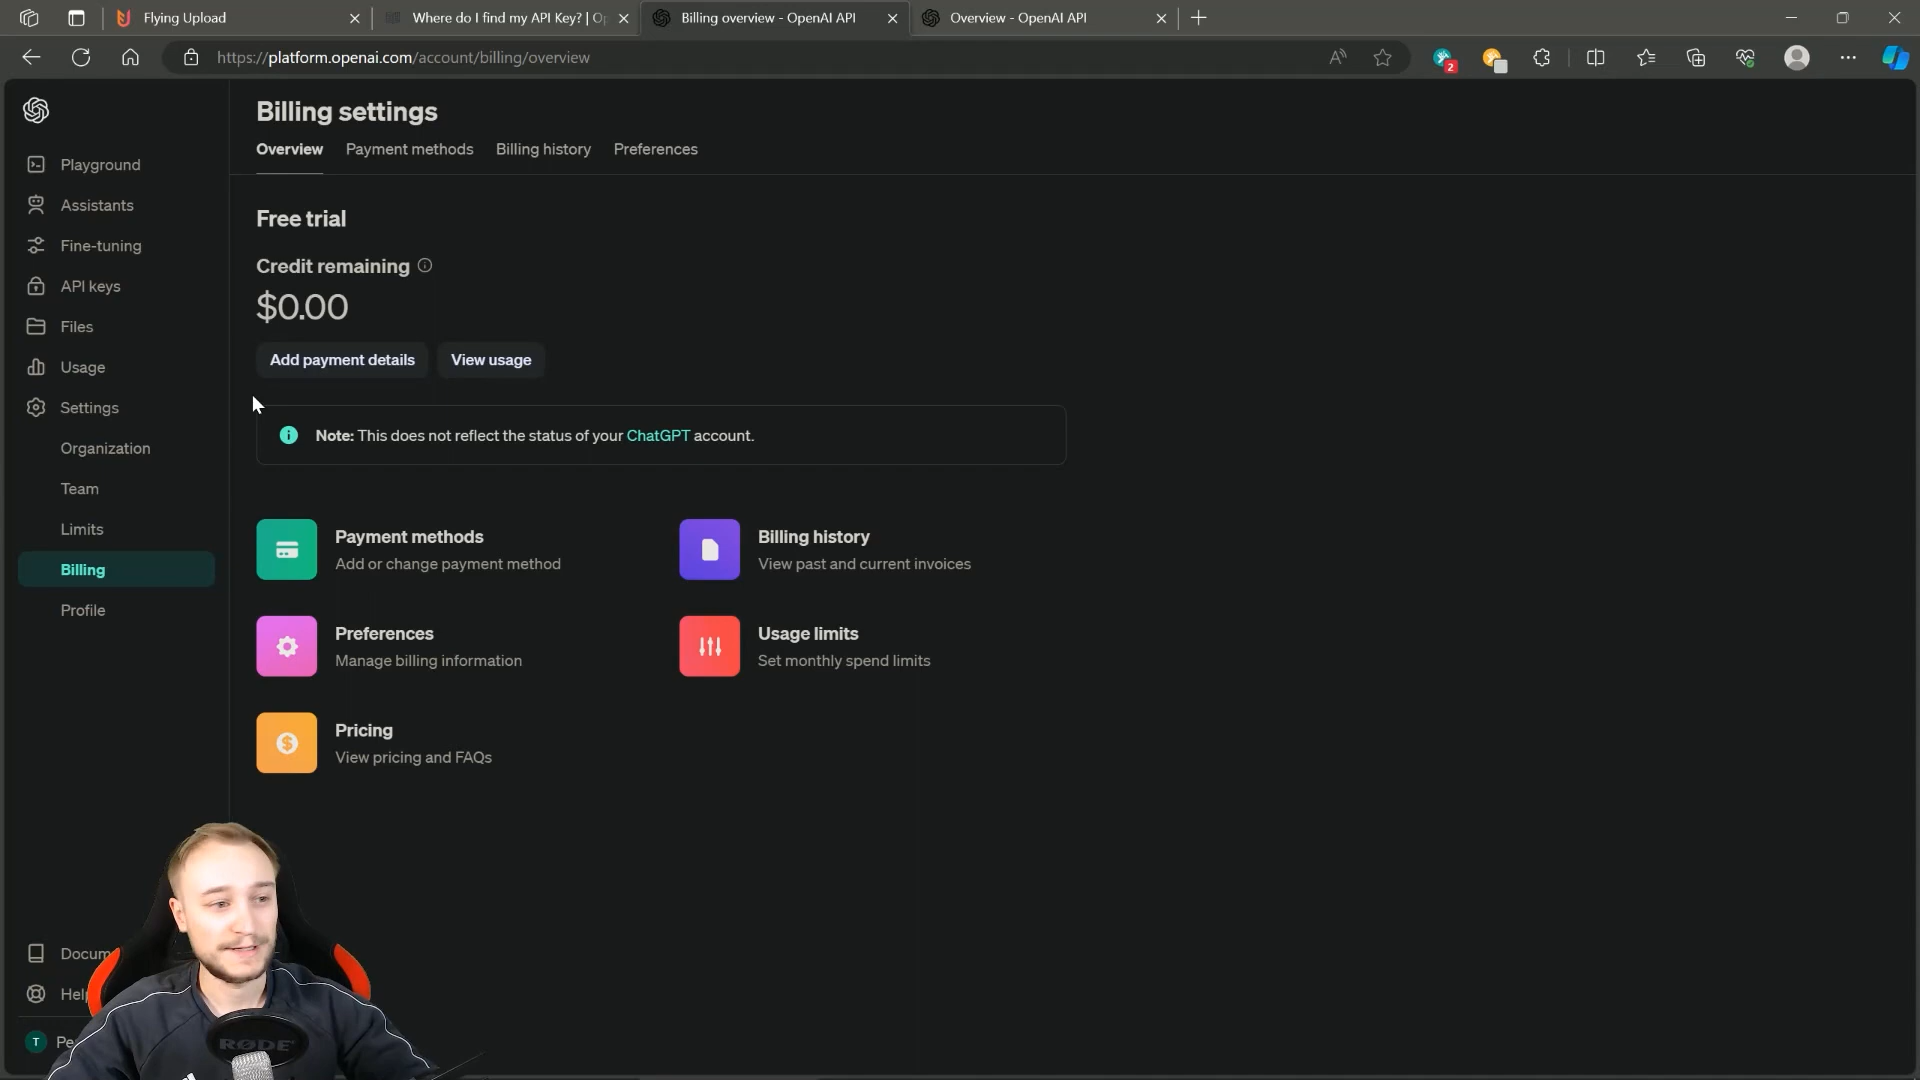 Flying Upload
Where do I find my API Key? | Op
Billing overview - OpenAI API
Overview - OpenAI API
https://platform.openai.com/account/billing/overview
2
Billing settings
Overview
Payment methods
Billing history
Preferences
Playground
Assistants
Fine-tuning
API keys
Files
Usage
Settings
Organization
Team
Limits
Billing
Profile
Free trial
Credit remaining
$0.00
Add payment details
View usage
Note: This does not reflect the status of your ChatGPT account.
Payment methods
Add or change payment method
Billing history
View past and current invoices
Preferences
Manage billing information
Usage limits
Set monthly spend limits
Pricing
View pricing and FAQs
Docum
Help
T
Pe
RØDE